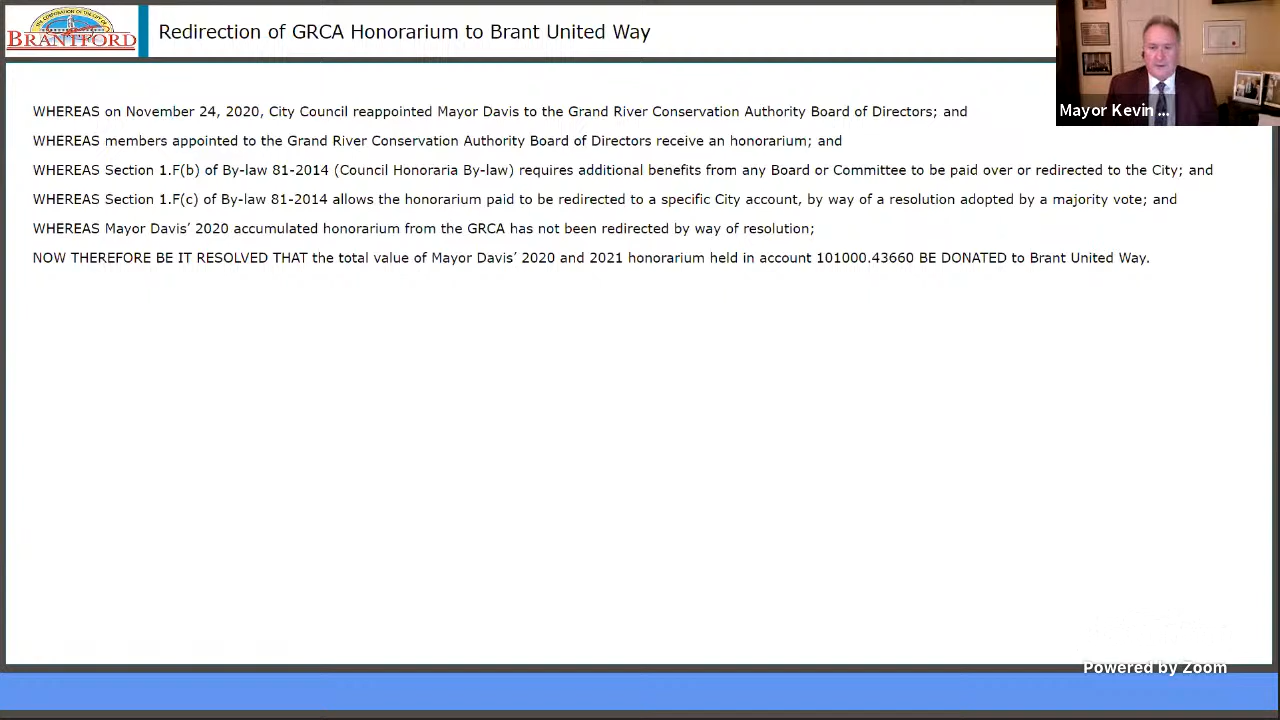 THE CORPORATION OF THE CITY OF
BRANTFORD
Redirection of GRCA Honorarium to Brant United Way
Mayor Kevin ...
WHEREAS on November 24, 2020, City Council reappointed Mayor Davis to the Grand River Conservation Authority Board of Directors; and
WHEREAS members appointed to the Grand River Conservation Authority Board of Directors receive an honorarium; and
WHEREAS Section 1.F(b) of By-law 81-2014 (Council Honoraria By-law) requires additional benefits from any Board or Committee to be paid over or redirected to the City; and
WHEREAS Section 1.F(c) of By-law 81-2014 allows the honorarium paid to be redirected to a specific City account, by way of a resolution adopted by a majority vote; and
WHEREAS Mayor Davis’ 2020 accumulated honorarium from the GRCA has not been redirected by way of resolution;
NOW THEREFORE BE IT RESOLVED THAT the total value of Mayor Davis’ 2020 and 2021 honorarium held in account 101000.43660 BE DONATED to Brant United Way.
Powered by Zoom